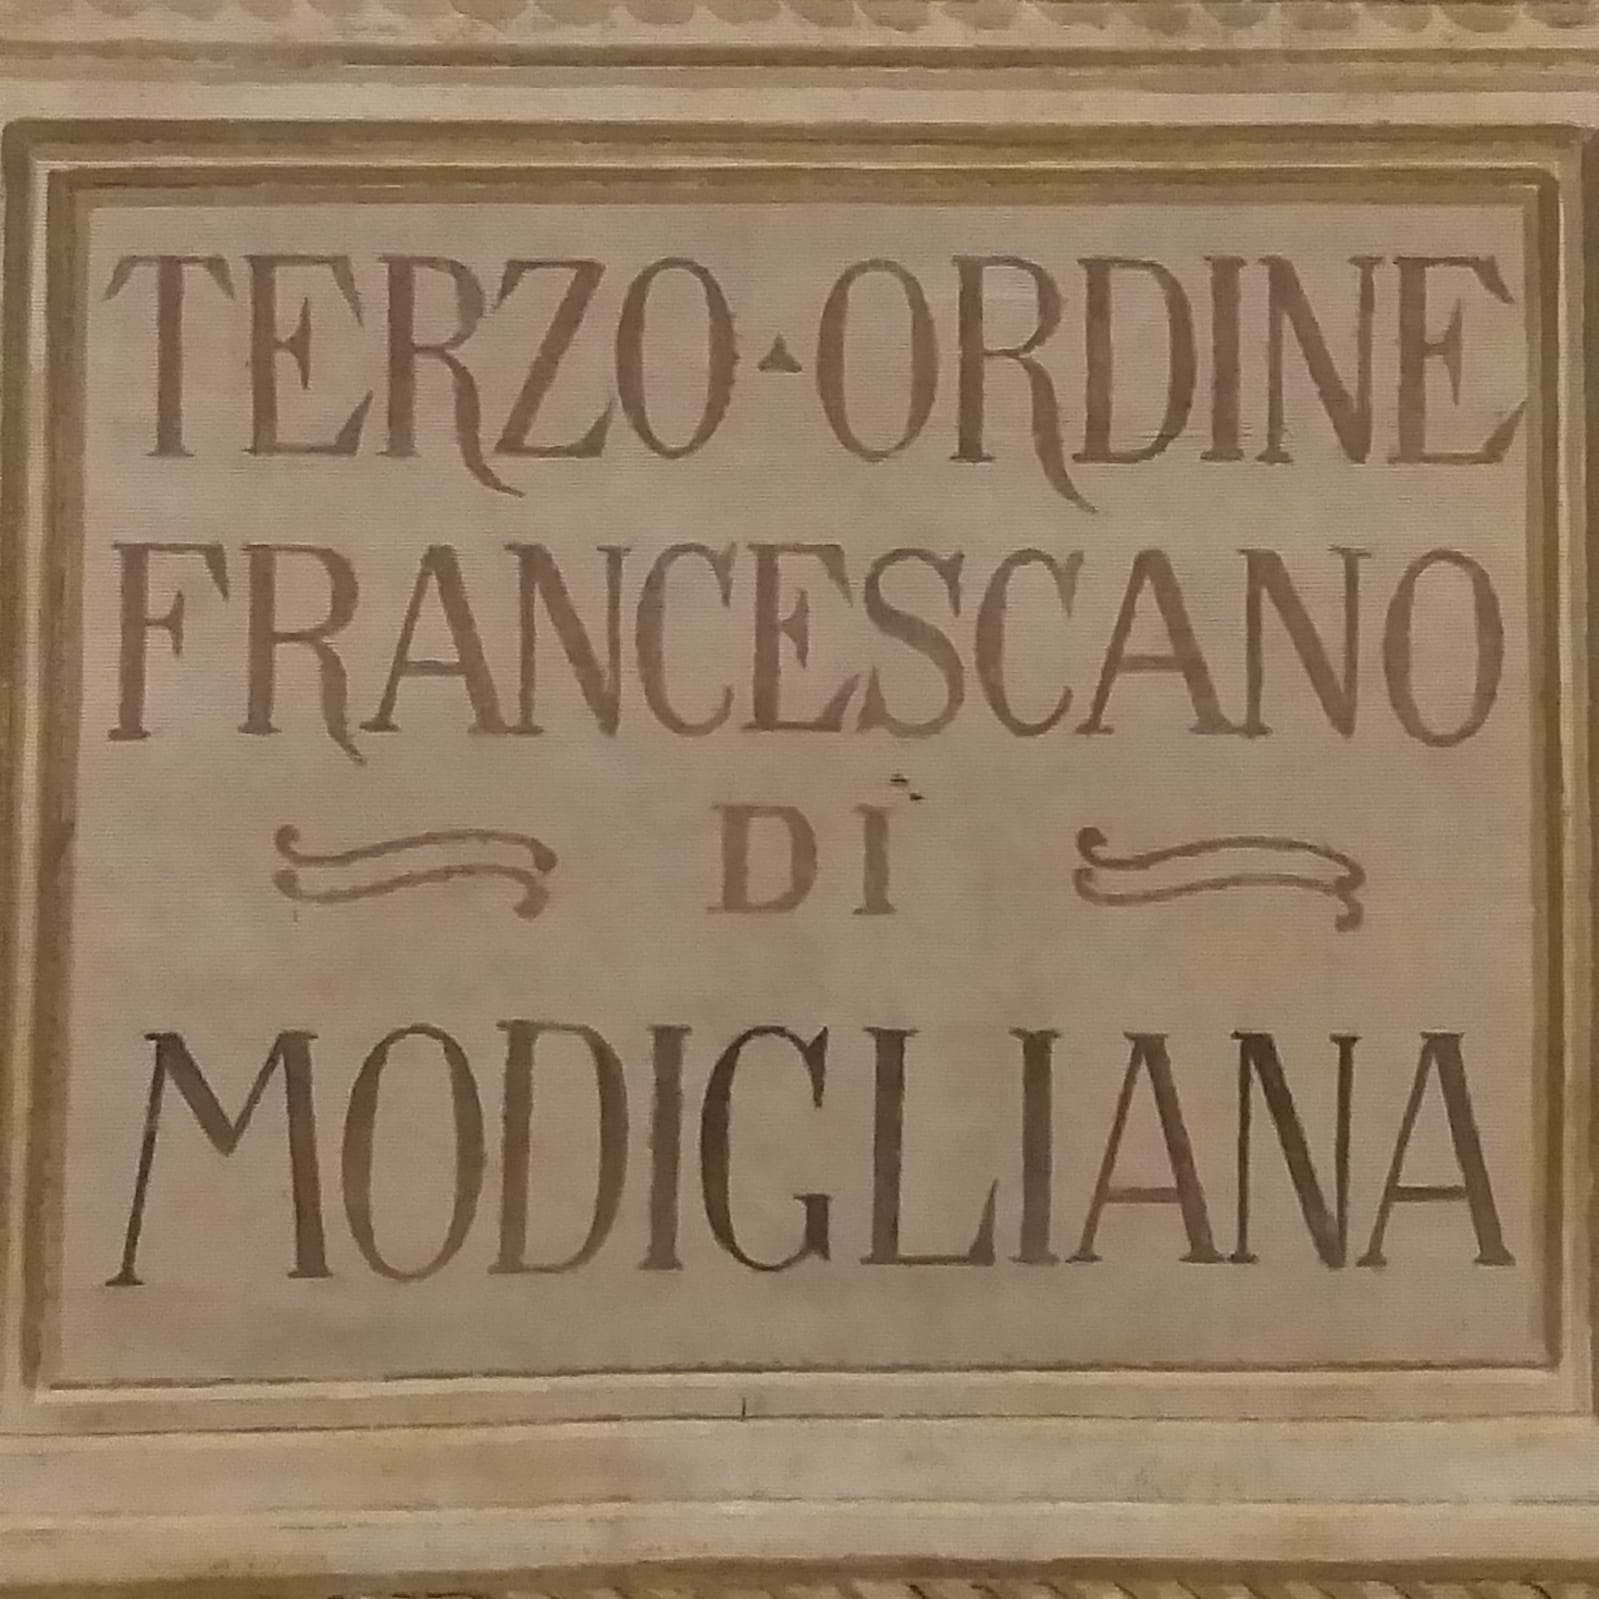 TERZO ▴ ORDINE
FRANCESCANO
DI
MODIGLIANA